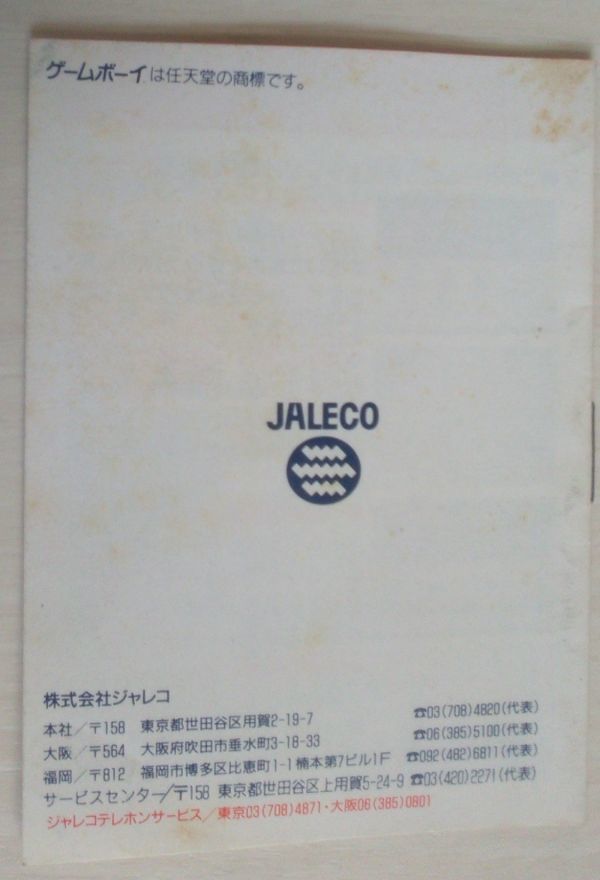 ゲームボーイは任天堂の商標です。
JALECO
株式会社ジャレコ
本社／〒158 東京都世田谷区用賀2-19-7 ☎03(708)4820(代表)
大阪／〒564 大阪府吹田市垂水町3-18-33 ☎06(385)5100(代表)
福岡／〒812 福岡市博多区比恵町1-1楠本第7ビル1F ☎092(482)6811(代表)
サービスセンター／〒158 東京都世田谷区上用賀5-24-9 ☎03(420)2271(代表)
ジャレコテレホンサービス／東京03(708)4871・大阪06(385)0801